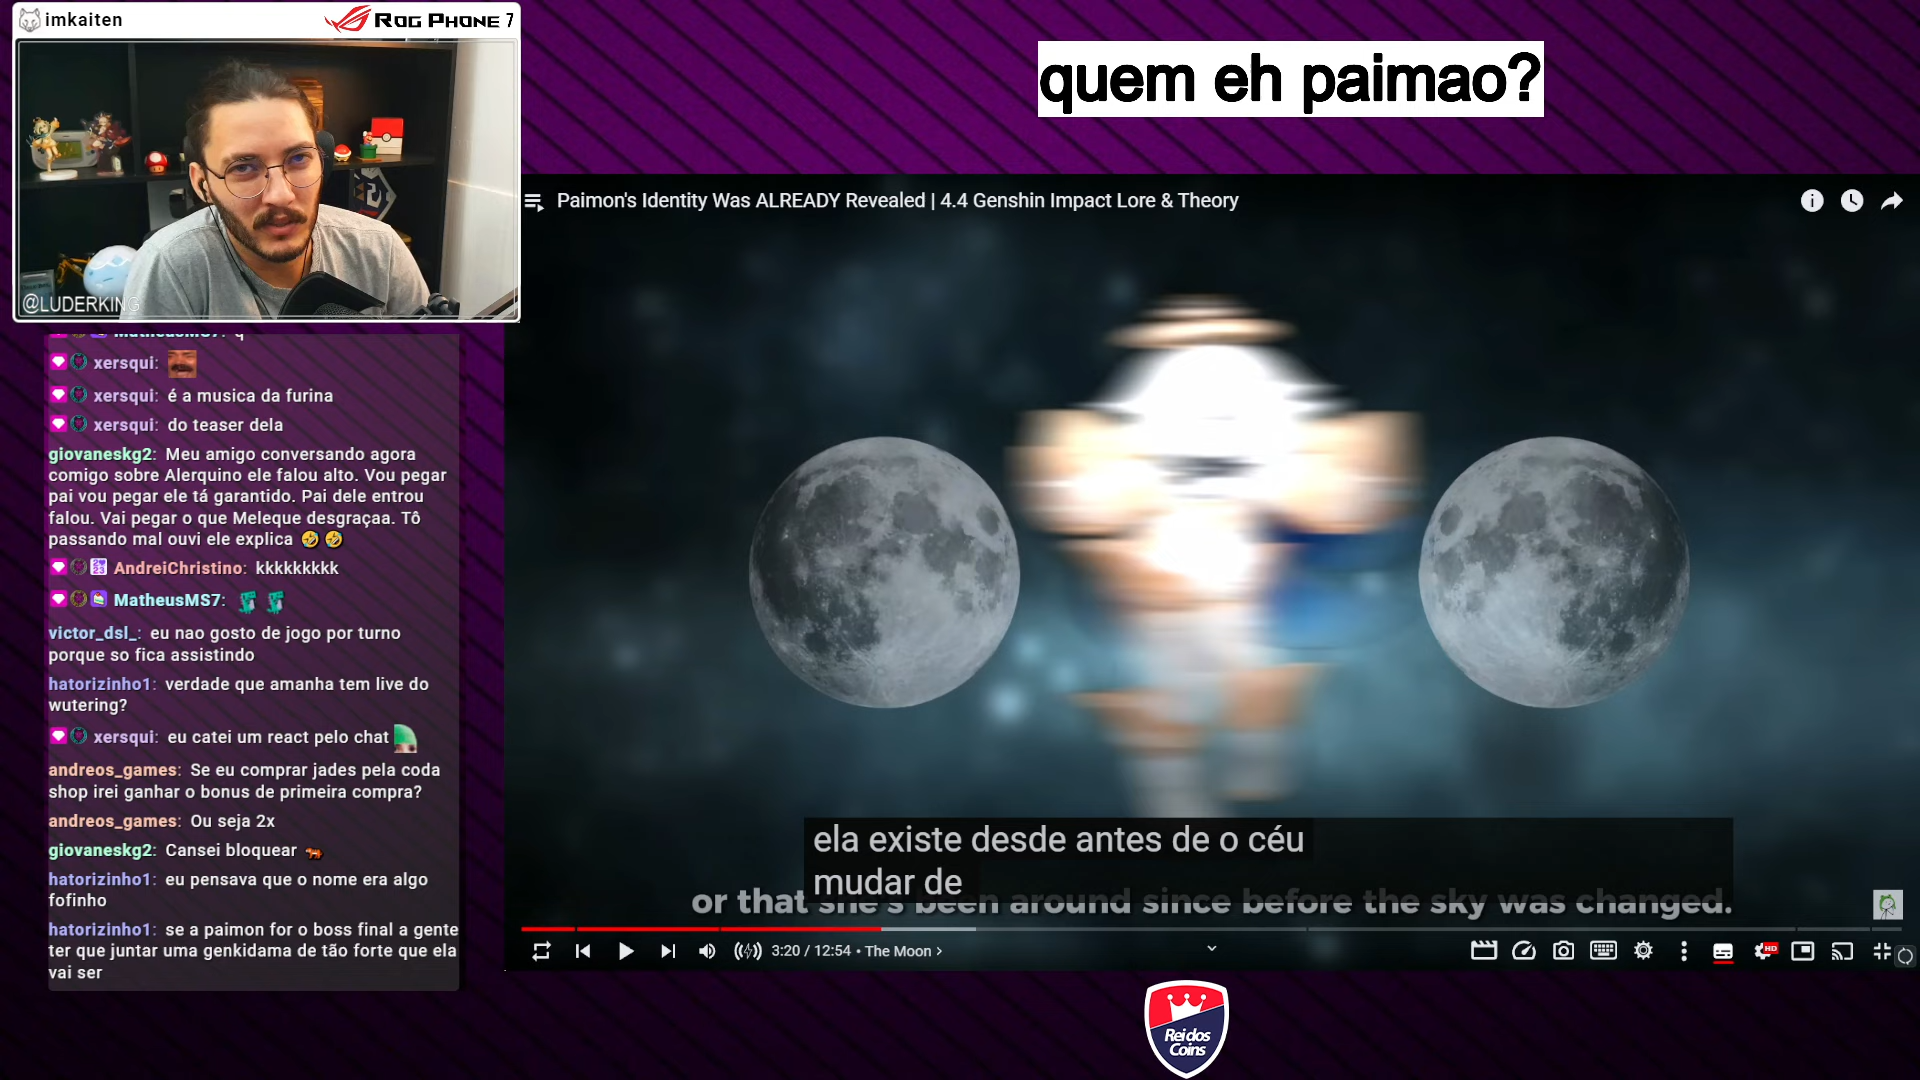 imkaiten
ROG PHONE 7
@LUDERKING
quem eh paimao?
Paimon's Identity Was ALREADY Revealed | 4.4 Genshin Impact Lore & Theory
MatheusMS7: q
xersqui:
xersqui: é a musica da furina
xersqui: do teaser dela
giovaneskg2: Meu amigo conversando agora
comigo sobre Alerquino ele falou alto. Vou pegar
pai vou pegar ele tá garantido. Pai dele entrou
falou. Vai pegar o que Meleque desgraçaa. Tô
passando mal ouvi ele explica 🤣 🤣
AndreiChristino: kkkkkkkkk
MatheusMS7:
victor_dsl_: eu nao gosto de jogo por turno
porque so fica assistindo
hatorizinho1: verdade que amanha tem live do
wutering?
xersqui: eu catei um react pelo chat
andreos_games: Se eu comprar jades pela coda
shop irei ganhar o bonus de primeira compra?
andreos_games: Ou seja 2x
giovaneskg2: Cansei bloquear 🐅
hatorizinho1: eu pensava que o nome era algo
fofinho
hatorizinho1: se a paimon for o boss final a gente
ter que juntar uma genkidama de tão forte que ela
vai ser
ela existe desde antes de o céu
mudar de
or that she's been around since before the sky was changed.
3:20 / 12:54 • The Moon
HD
Rei dos
Coins